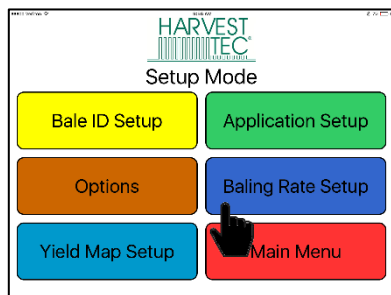 HARVEST
TEC
Setup Mode
Bale ID Setup
Application Setup
Options
Baling Rate Setup
Yield Map Setup
Main Menu